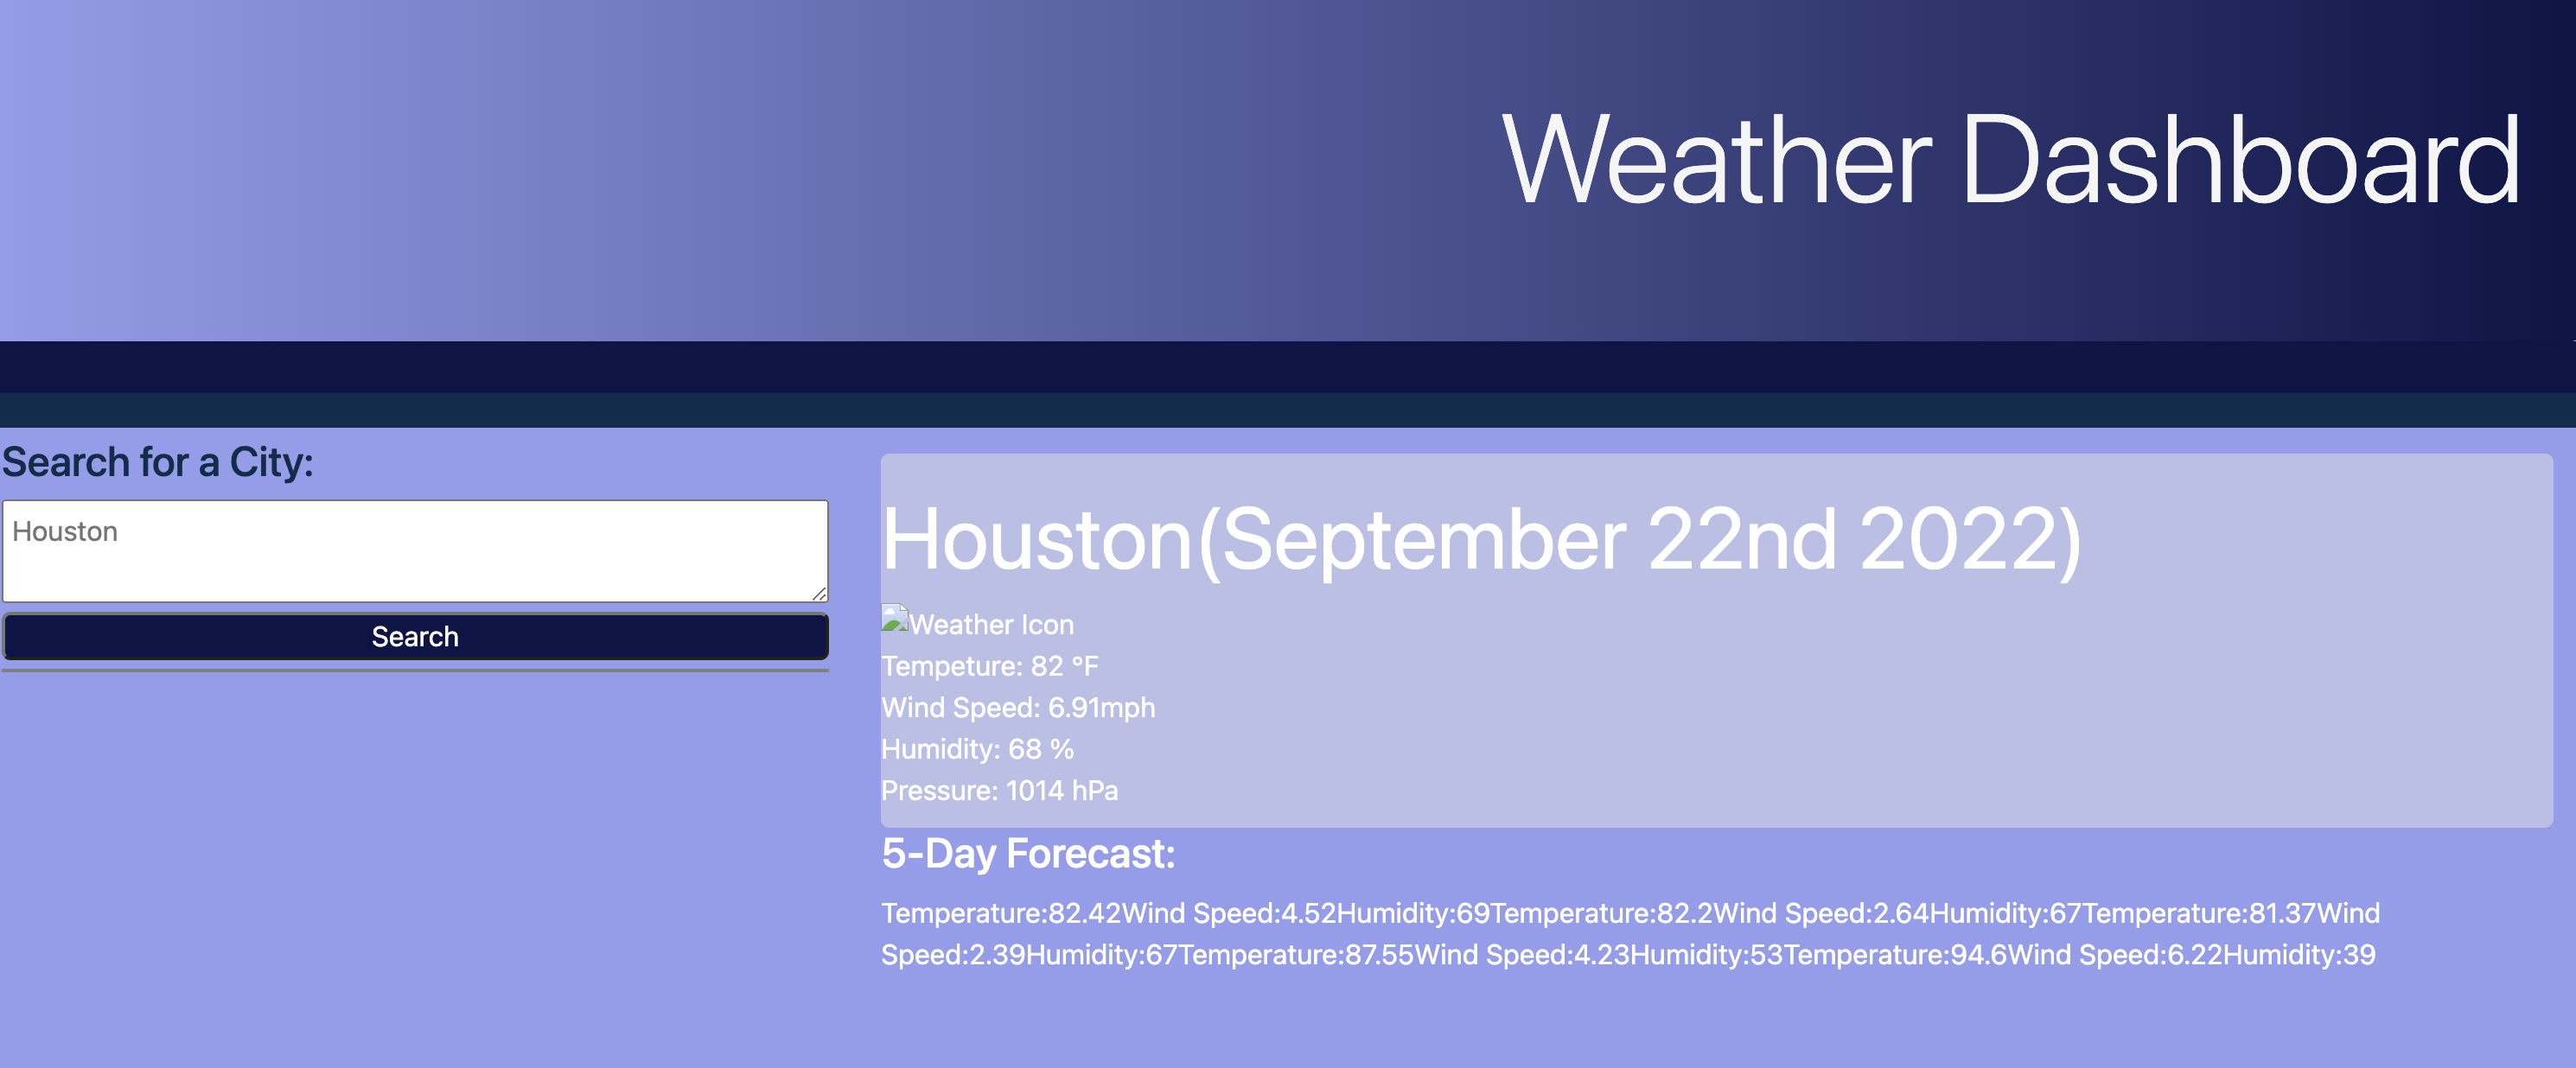 Weather Dashboard
Search for a City:
Houston
Search
Houston(September 22nd 2022)
Weather Icon
Tempeture: 82 °F
Wind Speed: 6.91mph
Humidity: 68 %
Pressure: 1014 hPa
5-Day Forecast:
Temperature:82.42Wind Speed:4.52Humidity:69Temperature:82.2Wind Speed:2.64Humidity:67Temperature:81.37Wind
Speed:2.39Humidity:67Temperature:87.55Wind Speed:4.23Humidity:53Temperature:94.6Wind Speed:6.22Humidity:39